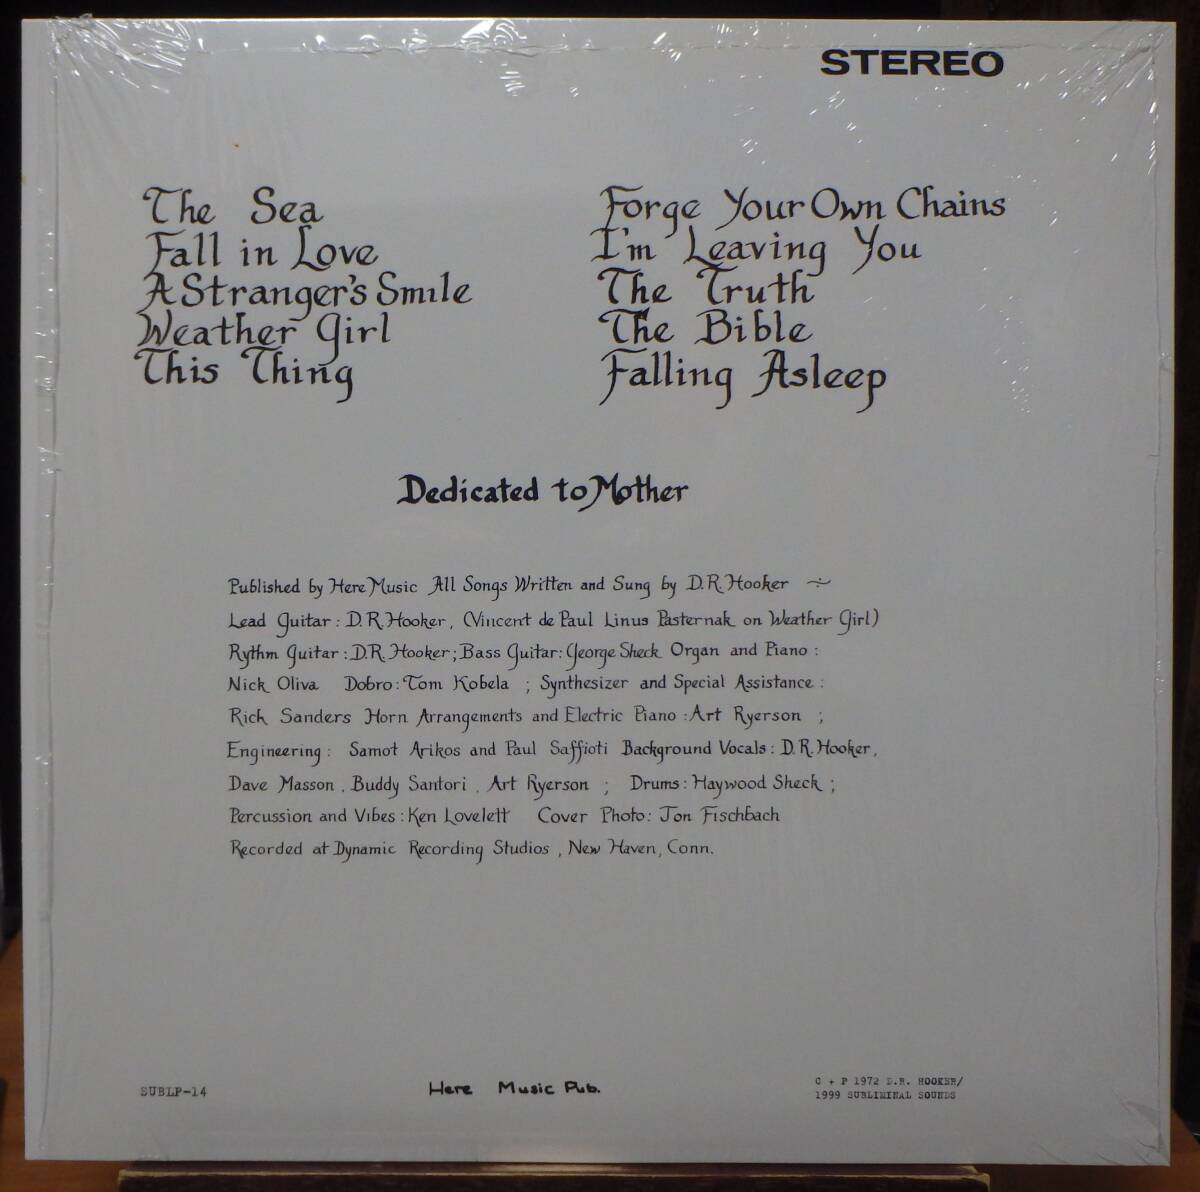 STEREO
The Sea
Fall in Love
A Stranger's Smile
Weather Girl
This Thing
Forge Your Own Chains
I'm Leaving You
The Truth
The Bible
Falling Asleep
Dedicated to Mother
Published by Here Music All Songs Written and Sung by D.R. Hooker
Lead Guitar : D.R. Hooker, (Vincent de Paul Linus Pasternak on Weather Girl)
Rythm Guitar : D.R. Hooker ; Bass Guitar : George Sheck Organ and Piano :
Nick Oliva Dobro : Tom Kobela ; Synthesizer and Special Assistance :
Rick Sanders Horn Arrangements and Electric Piano : Art Ryerson ;
Engineering : Samot Arikos and Paul Saffioti Background Vocals : D.R. Hooker,
Dave Masson, Buddy Santori, Art Ryerson ; Drums : Haywood Sheck ;
Percussion and Vibes : Ken Lovelett Cover Photo : Jon Fischbach
Recorded at Dynamic Recording Studios, New Haven, Conn.
SUBLP-14
Here Music Pub.
C + P 1972 D.R. HOOKER/
1999 SUBLIMINAL SOUNDS